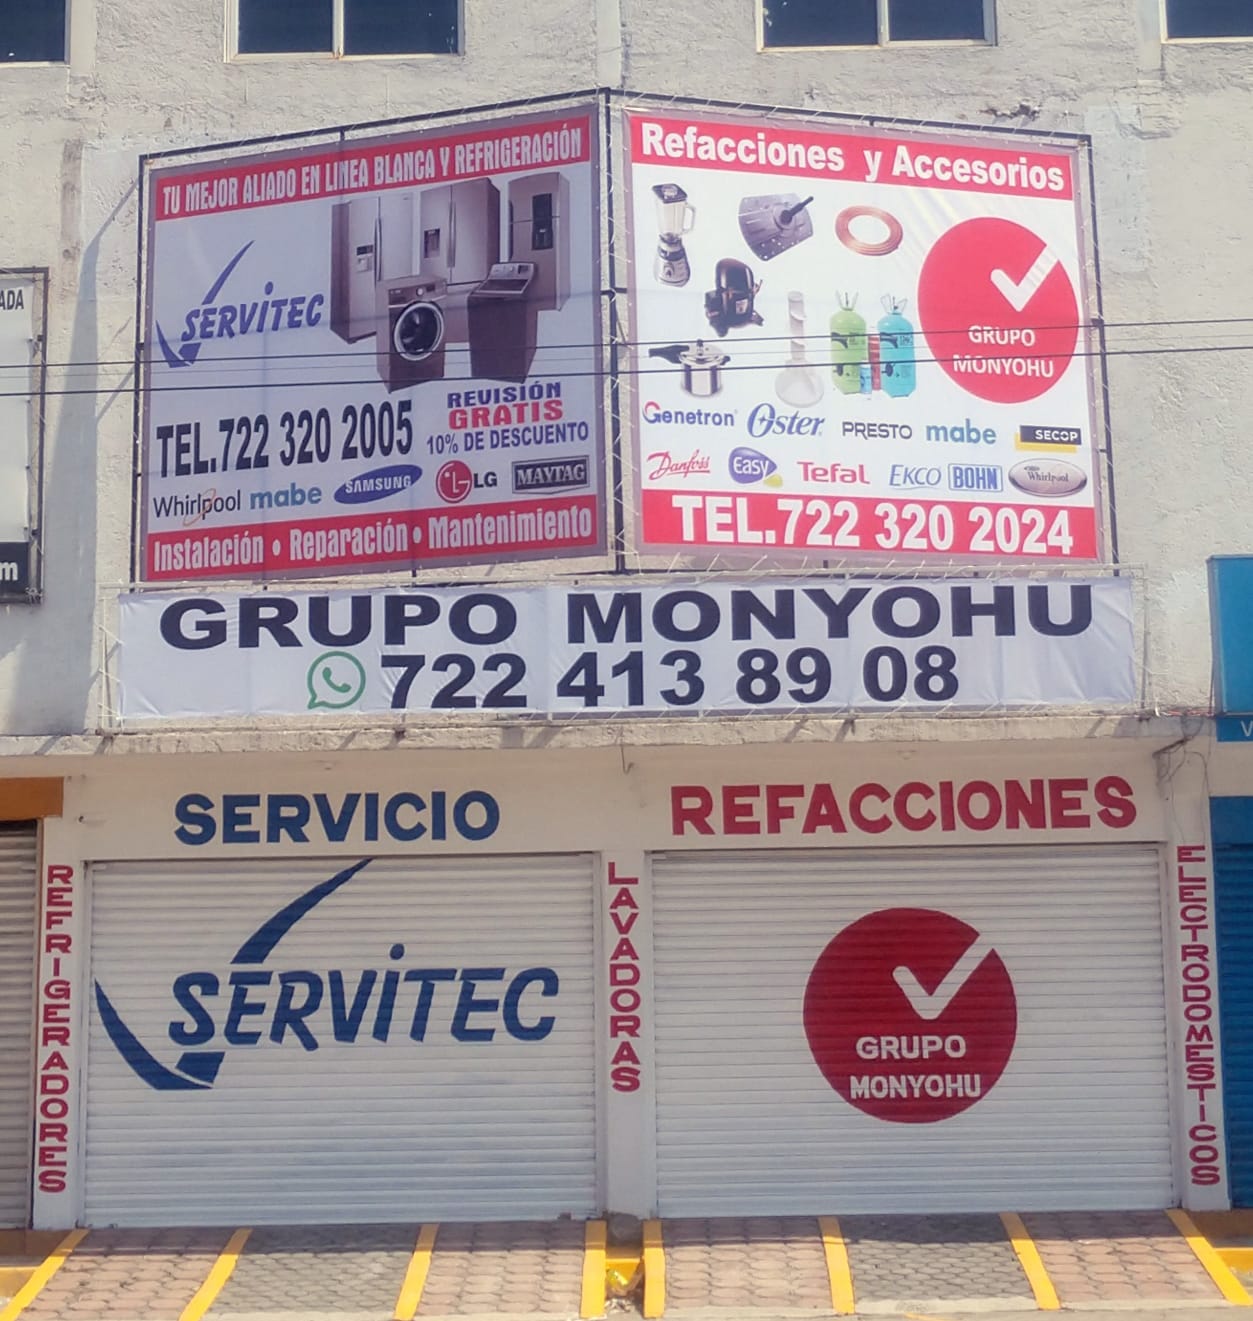 ADA
m
TU MEJOR ALIADO EN LINEA BLANCA Y REFRIGERACIÓN
SERVITEC
REVISIÓN
GRATIS
10% DE DESCUENTO
TEL.722 320 2005
Whirlpool mabe SAMSUNG LG MAYTAG
Instalación • Reparación • Mantenimiento
Refacciones y Accesorios
GRUPO
MONYOHU
Genetron Oster PRESTO mabe SECOP
Danfoss Easy Tefal EKCO BOHN Whirlpool
TEL.722 320 2024
GRUPO MONYOHU
722 413 89 08
SERVICIO
REFACCIONES
REFRIGERADORES
SERVITEC
LAVADORAS
GRUPO
MONYOHU
ELECTRODOMESTICOS
V